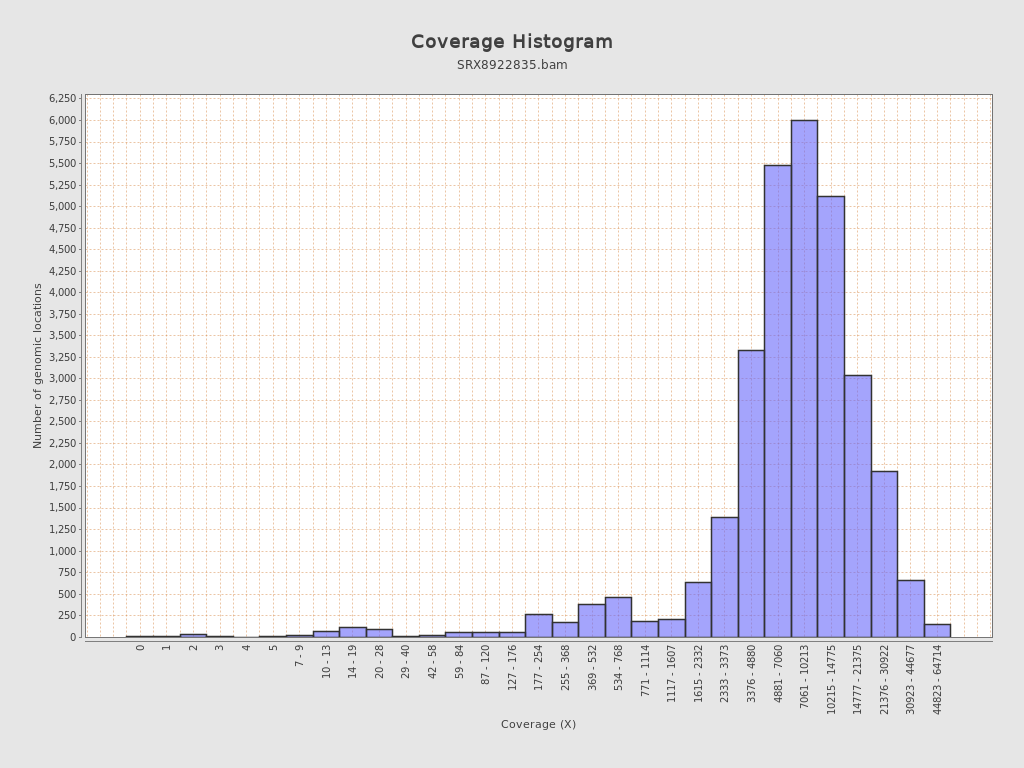 Coverage Histogram
SRX8922835.bam
Number of genomic locations
6,250
6,000
5,750
5,500
5,250
5,000
4,750
4,500
4,250
4,000
3,750
3,500
3,250
3,000
2,750
2,500
2,250
2,000
1,750
1,500
1,250
1,000
750
500
250
0
0
1
2
3
4
5
7 - 9
10 - 13
14 - 19
20 - 28
29 - 40
42 - 58
59 - 84
87 - 120
127 - 176
177 - 254
255 - 368
369 - 532
534 - 768
771 - 1114
1117 - 1607
1615 - 2332
2333 - 3373
3376 - 4880
4881 - 7060
7061 - 10213
10215 - 14775
14777 - 21375
21376 - 30922
30923 - 44677
44823 - 64714
Coverage (X)